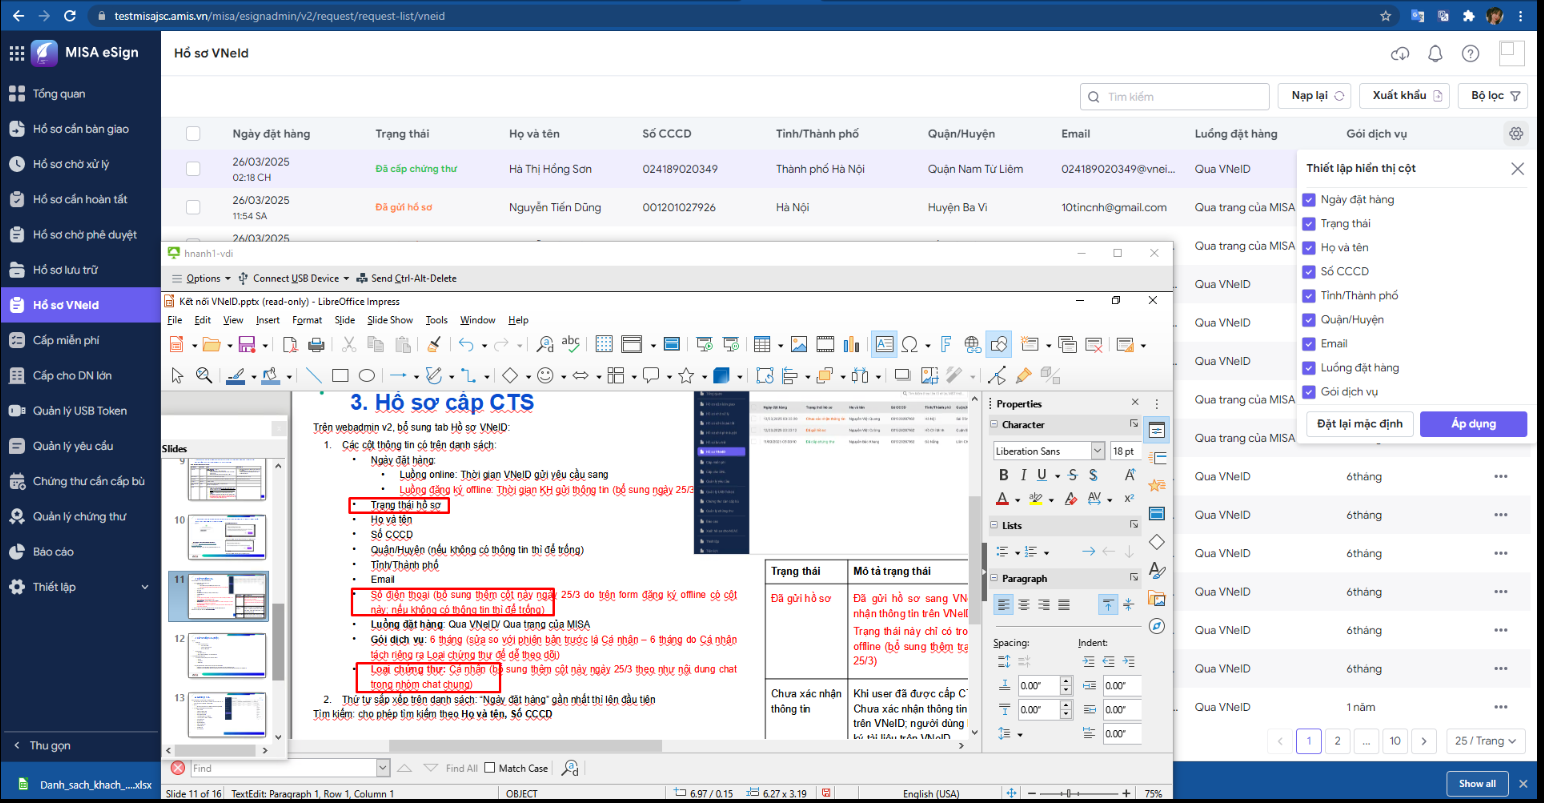 testmisajsc.amis.vn/misa/esignadmin/v2/request/request-list/vneid
MISA eSign
Tổng quan
Hồ sơ cần bàn giao
Hồ sơ chờ xử lý
Hồ sơ cần hoàn tất
Hồ sơ chờ phê duyệt
Hồ sơ lưu trữ
Hồ sơ VNeId
Cấp miễn phí
Cấp cho DN lớn
Quản lý USB Token
Quản lý yêu cầu
Chứng thư cần cấp bù
Quản lý chứng thư
Báo cáo
Thiết lập
Thu gọn
Hồ sơ VNeId
Tìm kiếm
Nạp lại
Xuất khẩu
Bộ lọc
Ngày đặt hàng Trạng thái Họ và tên Số CCCD Tỉnh/Thành phố Quận/Huyện Email Luồng đặt hàng Gói dịch vụ
26/03/2025
02:18 CH
Đã cấp chứng thư Hà Thị Hồng Sơn 024189020349 Thành phố Hà Nội Quận Nam Từ Liêm 024189020349@vnei... Qua VNeID
26/03/2025
11:54 SA
Đã gửi hồ sơ Nguyễn Tiến Dũng 001201027926 Hà Nội Huyện Ba Vì 10tincnh@gmail.com Qua trang của MISA
26/03/2025
Qua trang của MISA
Qua VNeID
Qua VNeID
Qua VNeID
Qua trang của MISA
Qua trang của MISA
Qua VNeID 6tháng
Qua VNeID 6tháng
Qua VNeID 6tháng
Qua VNeID 6tháng
Qua VNeID 6tháng
Qua VNeID 6tháng
Qua VNeID 1 năm
1 2 ... 10
25 / Trang
Thiết lập hiển thị cột
Ngày đặt hàng
Trạng thái
Họ và tên
Số CCCD
Tỉnh/Thành phố
Quận/Huyện
Email
Luồng đặt hàng
Gói dịch vụ
Đặt lại mặc định
Áp dụng
hnanh1-vdi
Options Connect USB Device Send Ctrl-Alt-Delete
Kết nối VNeID.pptx (read-only) - LibreOffice Impress
File Edit View Insert Format Slide Slide Show Tools Window Help
Slides
9
10
11
12
13
3. Hồ sơ cấp CTS
Trên webadmin v2, bổ sung tab Hồ sơ VNeID:
1. Các cột thông tin có trên danh sách:
• Ngày đặt hàng:
• Luồng online: Thời gian VNeID gửi yêu cầu sang
• Luồng đăng ký offline: Thời gian KH gửi thông tin (bổ sung ngày 25/3
• Trạng thái hồ sơ
• Họ và tên
• Số CCCD
• Quận/Huyện (nếu không có thông tin thì để trống)
• Tỉnh/Thành phố
• Email
• Số điện thoại (bổ sung thêm cột này ngày 25/3 do trên form đăng ký offline có cột
này; nếu không có thông tin thì để trống)
• Luồng đặt hàng: Qua VNeID/ Qua trang của MISA
• Gói dịch vụ: 6 tháng (sửa so với phiên bản trước là Cá nhân – 6 tháng do Cá nhân
tách riêng ra Loại chứng thư để dễ theo dõi)
• Loại chứng thư: Cá nhân (bổ sung thêm cột này ngày 25/3 theo như nội dung chat
trong nhóm chat chung)
2. Thứ tự sắp xếp trên danh sách: “Ngày đặt hàng” gần nhất thì lên đầu tiên
Tìm kiếm: cho phép tìm kiếm theo Họ và tên, Số CCCD
Trạng thái Mô tả trạng thái
Đã gửi hồ sơ
Đã gửi hồ sơ sang VN
nhận thông tin trên VNeI
Trạng thái này chỉ có tro
offline (bổ sung thêm trạ
25/3)
Chưa xác nhận
thông tin
Khi user đã được cấp CT
Chưa xác nhận thông tin
trên VNeID; người dùng
ký tài liệu trên VNeID
Properties
Character
Liberation Sans
18 pt
Lists
Paragraph
Spacing: Indent:
0.00" 0.00"
0.00" 0.00"
0.00"
Find
Find All
Match Case
Slide 11 of 16 TextEdit: Paragraph 1, Row 1, Column 1 OBJECT 6.97 / 0.15 6.27 x 3.19 English (USA) 75%
Danh_sach_khach_....xlsx
Show all